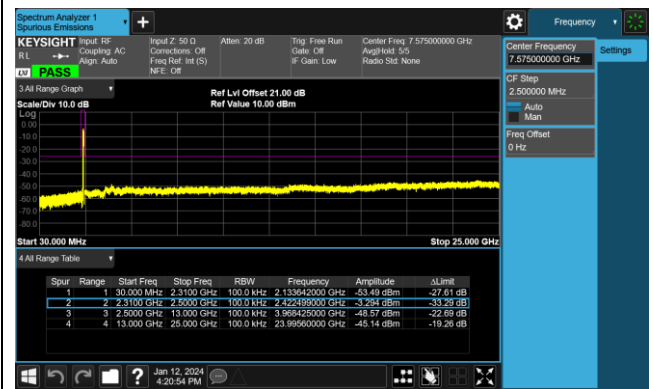 Spectrum Analyzer 1
Spurious Emissions
+
Frequency
KEYSIGHT
RL
LVI PASS
Input: RF
Coupling: AC
Align: Auto
Input Z: 50 Ω
Corrections: Off
Freq Ref: Int (S)
NFE: Off
Atten: 20 dB
Trig: Free Run
Gate: Off
IF Gain: Low
Center Freq: 7.575000000 GHz
Avg|Hold: 5/5
Radio Std: None
Center Frequency
7.575000000 GHz
Settings
CF Step
2.500000 MHz
Auto
Man
Freq Offset
0 Hz
3 All Range Graph
Scale/Div 10.0 dB
Ref Lvl Offset 21.00 dB
Ref Value 10.00 dBm
Log
0.00
-10.0
-20.0
-30.0
-40.0
-50.0
-60.0
-70.0
-80.0
Start 30.000 MHz
Stop 25.000 GHz
4 All Range Table
Spur Range Start Freq Stop Freq RBW Frequency Amplitude ΔLimit
1 1 30.000 MHz 2.3100 GHz 100.0 kHz 2.133642000 GHz -53.49 dBm -27.61 dB
2 2 2.3100 GHz 2.5000 GHz 100.0 kHz 2.422499000 GHz -3.294 dBm -33.29 dB
3 3 2.5000 GHz 13.000 GHz 100.0 kHz 3.968425000 GHz -48.57 dBm -22.69 dB
4 4 13.000 GHz 25.000 GHz 100.0 kHz 23.99560000 GHz -45.14 dBm -19.26 dB
?
Jan 12, 2024
4:20:54 PM